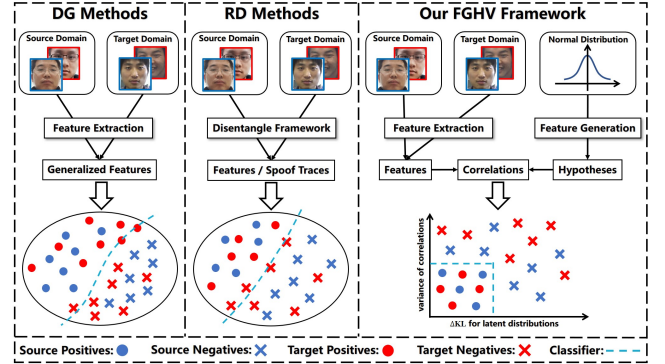 DG Methods
RD Methods
Our FGHV Framework
Source Domain
Target Domain
Source Domain
Target Domain
Source Domain
Target Domain
Normal Distribution
Feature Extraction
Disentangle Framework
Feature Extraction
Feature Generation
Generalized Features
Features / Spoof Traces
Features
Correlations
Hypotheses
variance of correlations
ΔKL for latent distributions
Source Positives:
Source Negatives:
Target Positives:
Target Negatives:
Classifier: